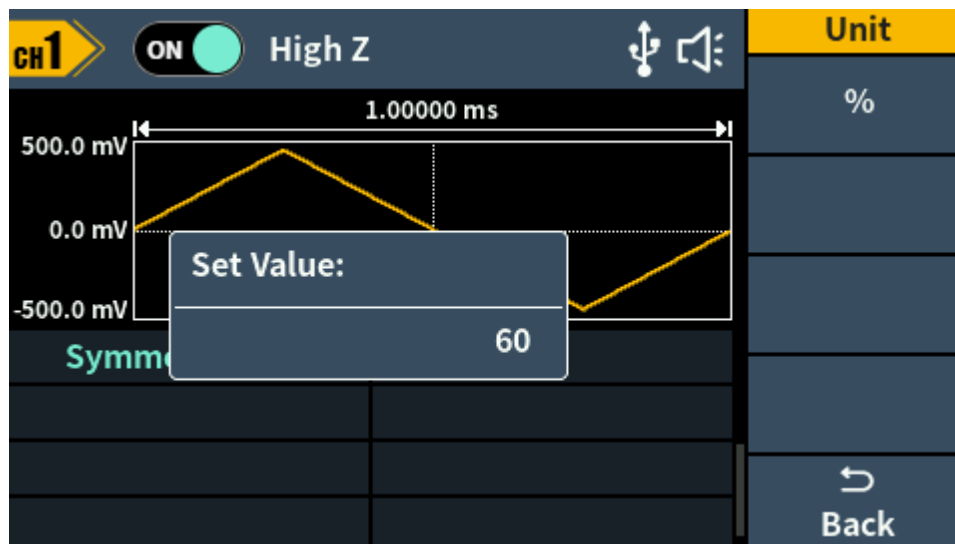 CH1 ON High Z
Unit
%
1.00000 ms
500.0 mV
0.0 mV
-500.0 mV
Set Value:
60
Symme
Back